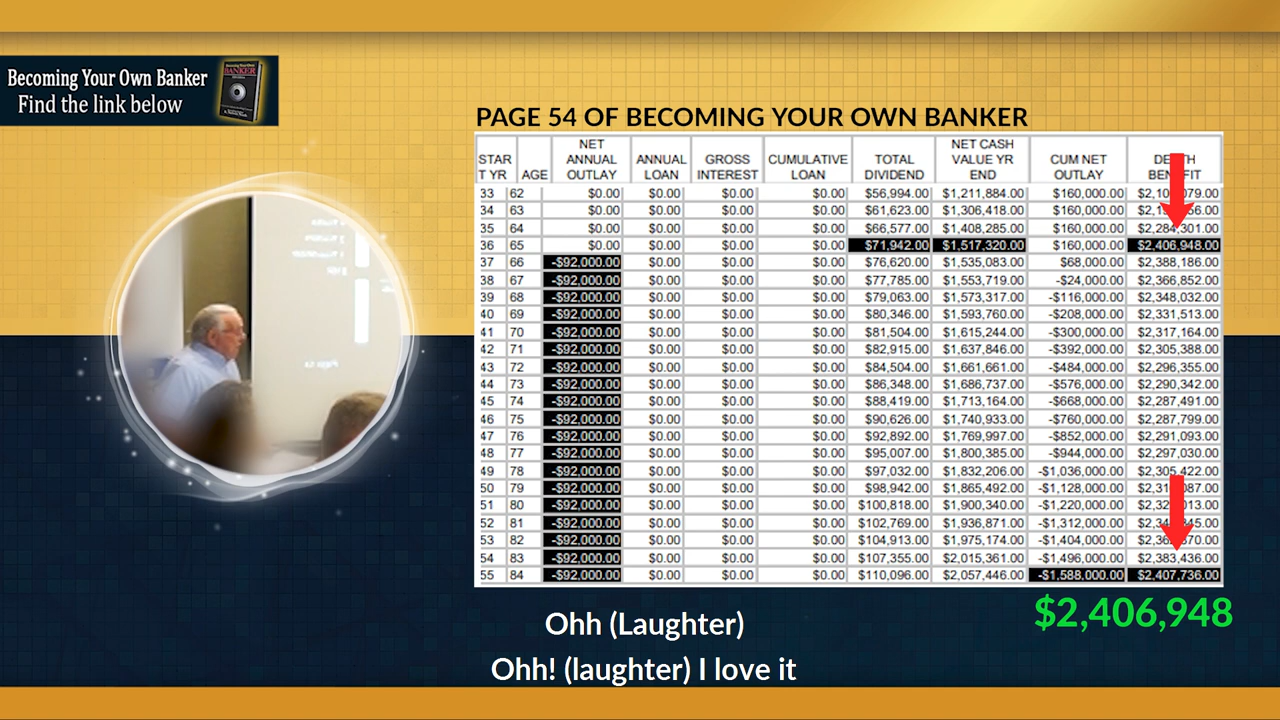 Becoming Your Own Banker
Find the link below
PAGE 54 OF BECOMING YOUR OWN BANKER
STAR T YR AGE NET ANNUAL OUTLAY ANNUAL LOAN GROSS INTEREST CUMULATIVE LOAN TOTAL DIVIDEND NET CASH VALUE YR END CUM NET OUTLAY
33 62 $0.00 $0.00 $0.00 $0.00 $56,994.00 $1,211,884.00 $160,000.00
34 63 $0.00 $0.00 $0.00 $0.00 $61,623.00 $1,306,418.00 $160,000.00
35 64 $0.00 $0.00 $0.00 $0.00 $66,577.00 $1,408,285.00 $160,000.00
36 65 $0.00 $0.00 $0.00 $0.00 $71,942.00 $1,517,320.00 $160,000.00 $2,406,948.00
37 66 -$92,000.00 $0.00 $0.00 $0.00 $76,620.00 $1,535,083.00 $68,000.00 $2,388,186.00
38 67 -$92,000.00 $0.00 $0.00 $0.00 $77,785.00 $1,553,719.00 -$24,000.00 $2,366,852.00
39 68 -$92,000.00 $0.00 $0.00 $0.00 $79,063.00 $1,573,317.00 -$116,000.00 $2,348,032.00
40 69 -$92,000.00 $0.00 $0.00 $0.00 $80,346.00 $1,593,760.00 -$208,000.00 $2,331,513.00
41 70 -$92,000.00 $0.00 $0.00 $0.00 $81,504.00 $1,615,244.00 -$300,000.00 $2,317,164.00
42 71 -$92,000.00 $0.00 $0.00 $0.00 $82,915.00 $1,637,846.00 -$392,000.00 $2,305,388.00
43 72 -$92,000.00 $0.00 $0.00 $0.00 $84,504.00 $1,661,661.00 -$484,000.00 $2,296,355.00
44 73 -$92,000.00 $0.00 $0.00 $0.00 $86,348.00 $1,686,737.00 -$576,000.00 $2,290,342.00
45 74 -$92,000.00 $0.00 $0.00 $0.00 $88,419.00 $1,713,164.00 -$668,000.00 $2,287,491.00
46 75 -$92,000.00 $0.00 $0.00 $0.00 $90,626.00 $1,740,933.00 -$760,000.00 $2,287,799.00
47 76 -$92,000.00 $0.00 $0.00 $0.00 $92,892.00 $1,769,997.00 -$852,000.00 $2,291,093.00
48 77 -$92,000.00 $0.00 $0.00 $0.00 $95,007.00 $1,800,385.00 -$944,000.00 $2,297,030.00
49 78 -$92,000.00 $0.00 $0.00 $0.00 $97,032.00 $1,832,206.00 -$1,036,000.00 $2,305,422.00
50 79 -$92,000.00 $0.00 $0.00 $0.00 $98,942.00 $1,865,492.00 -$1,128,000.00
51 80 -$92,000.00 $0.00 $0.00 $0.00 $100,818.00 $1,900,340.00 -$1,220,000.00
52 81 -$92,000.00 $0.00 $0.00 $0.00 $102,769.00 $1,936,871.00 -$1,312,000.00
53 82 -$92,000.00 $0.00 $0.00 $0.00 $104,913.00 $1,975,174.00 -$1,404,000.00
54 83 -$92,000.00 $0.00 $0.00 $0.00 $107,355.00 $2,015,361.00 -$1,496,000.00 $2,383,436.00
55 84 -$92,000.00 $0.00 $0.00 $0.00 $110,096.00 $2,057,446.00 -$1,588,000.00 $2,407,736.00
$2,406,948
Ohh (Laughter)
Ohh! (laughter) I love it